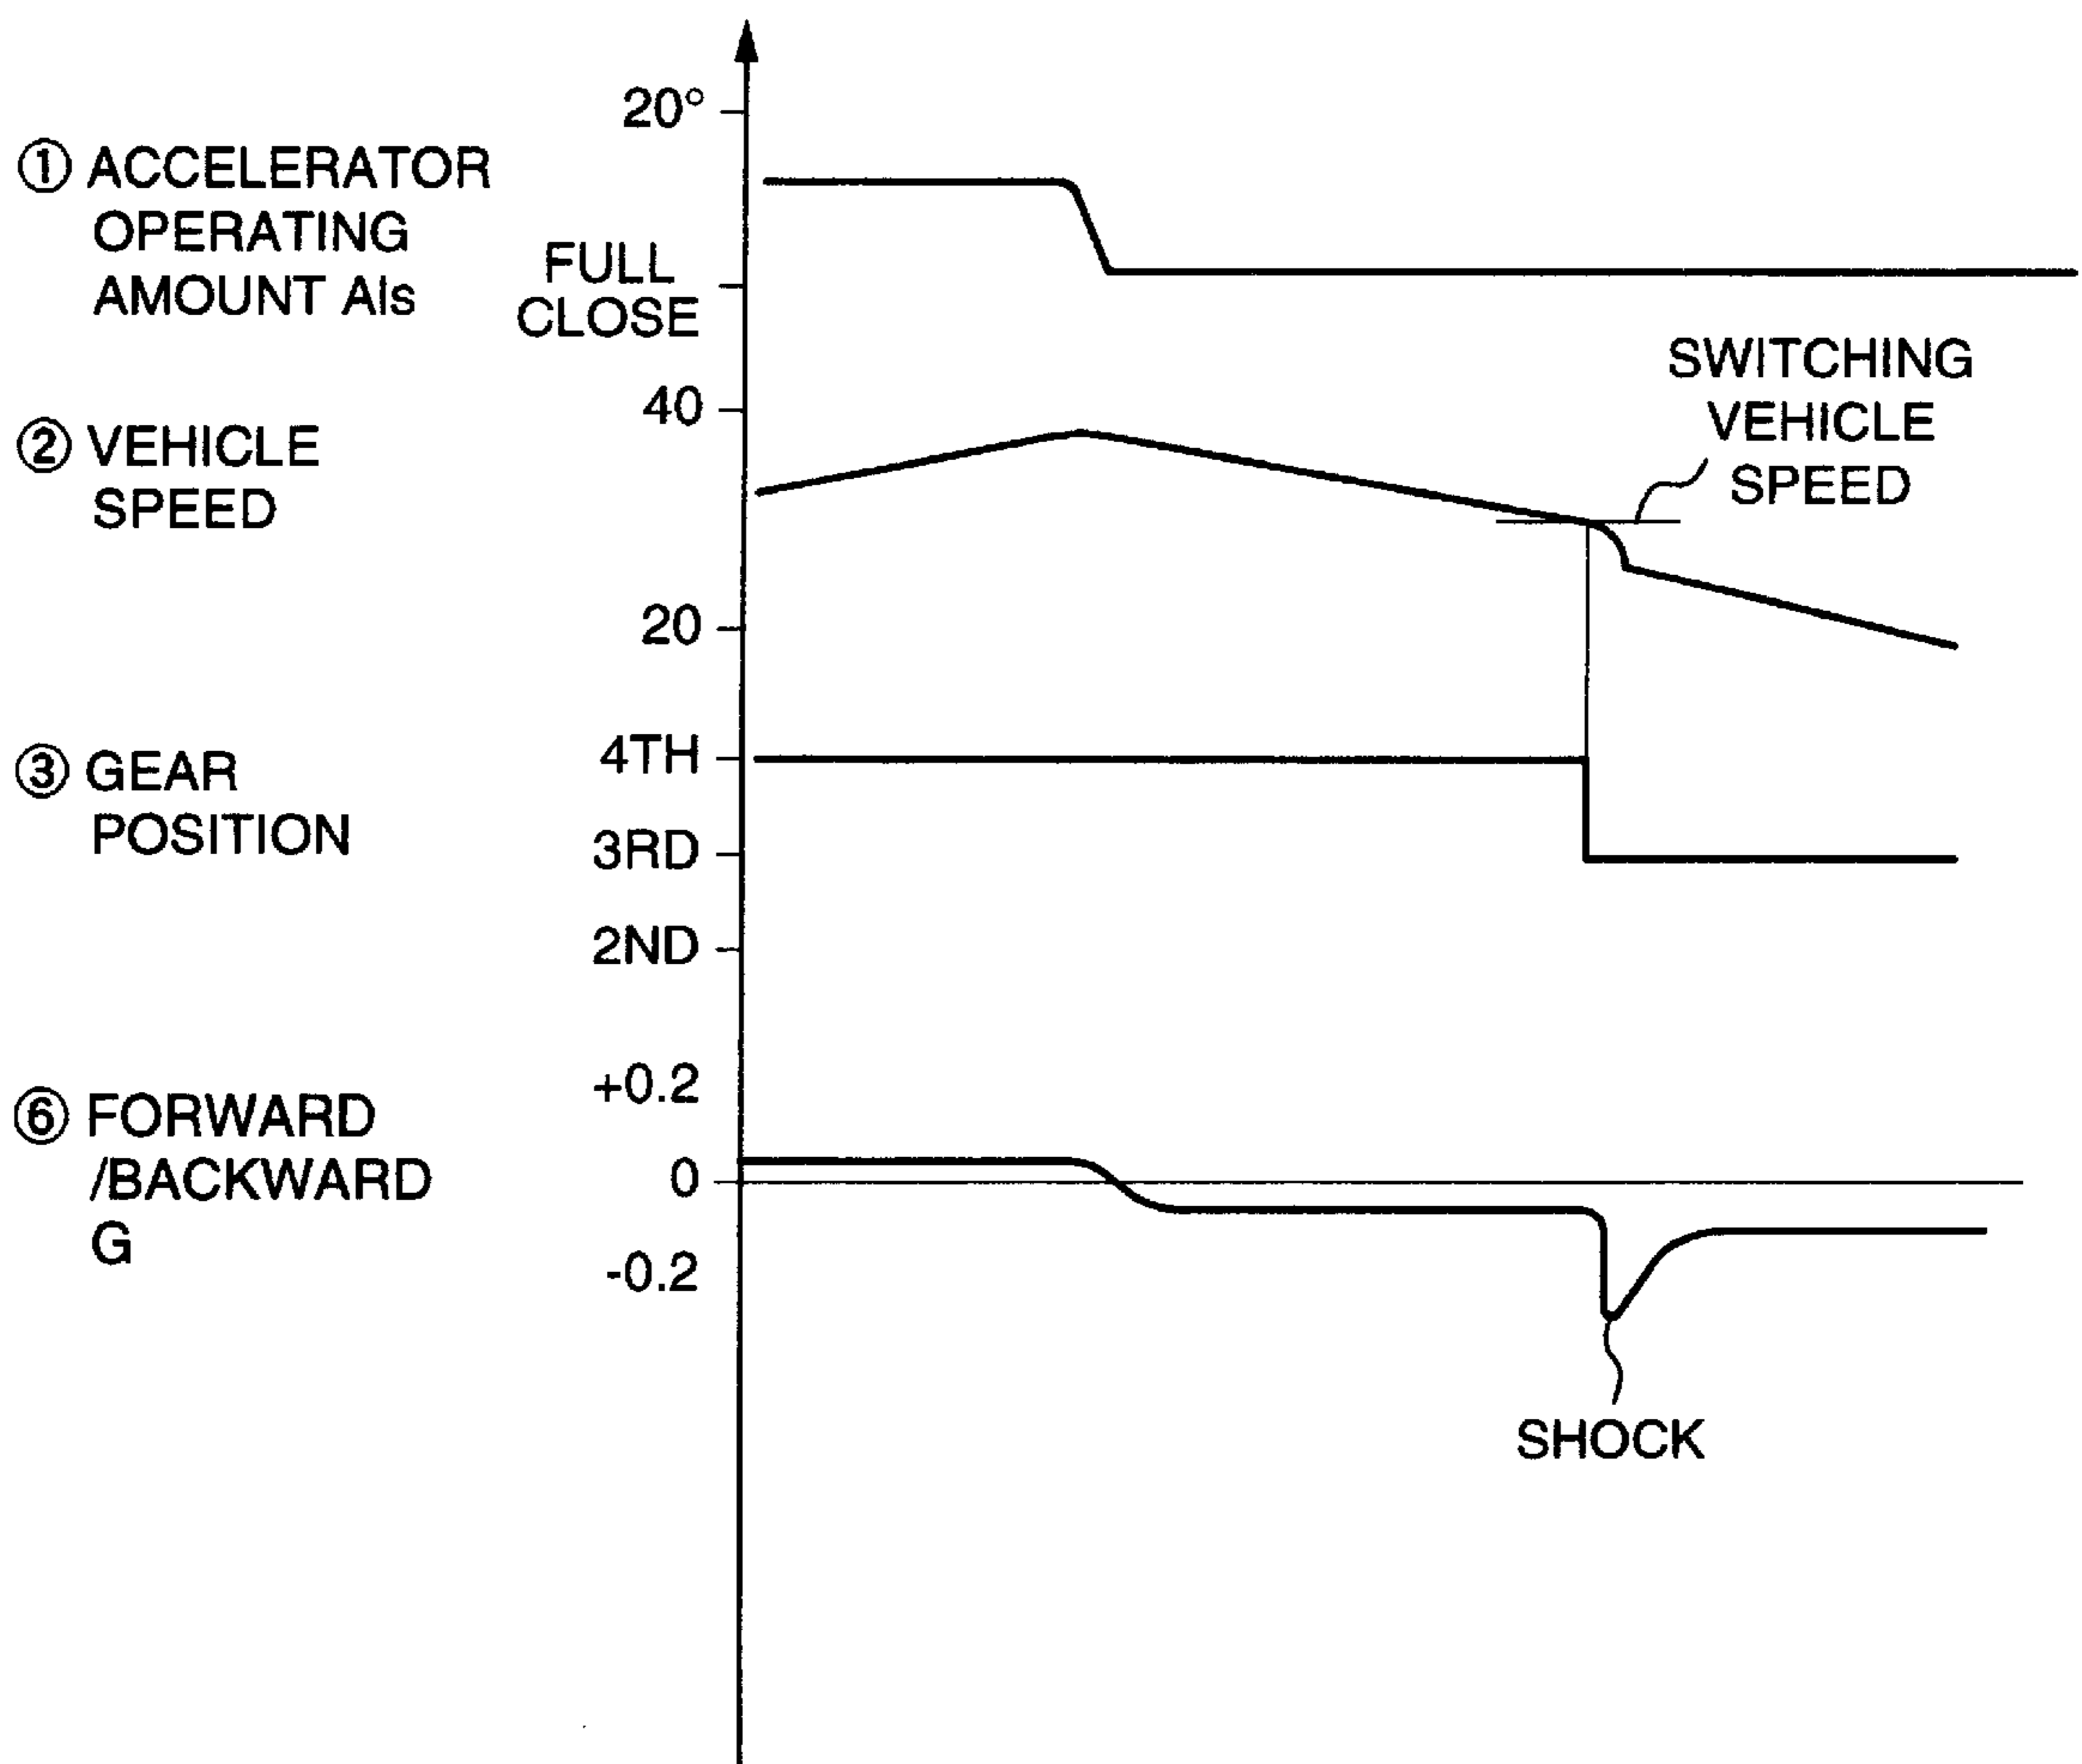 20°
① ACCELERATOR
OPERATING
AMOUNT Als
FULL
CLOSE
SWITCHING
VEHICLE
SPEED
40
② VEHICLE
SPEED
20
③ GEAR
POSITION
4TH
3RD
2ND
+0.2
⑥ FORWARD
/BACKWARD
G
0
-0.2
SHOCK